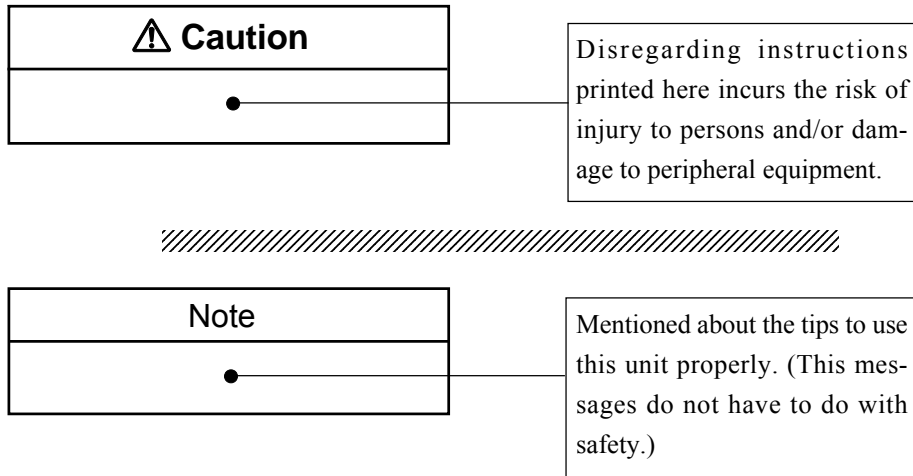 ⚠ Caution
Disregarding instructions
printed here incurs the risk of
injury to persons and/or dam-
age to peripheral equipment.
Note
Mentioned about the tips to use
this unit properly. (This mes-
sages do not have to do with
safety.)